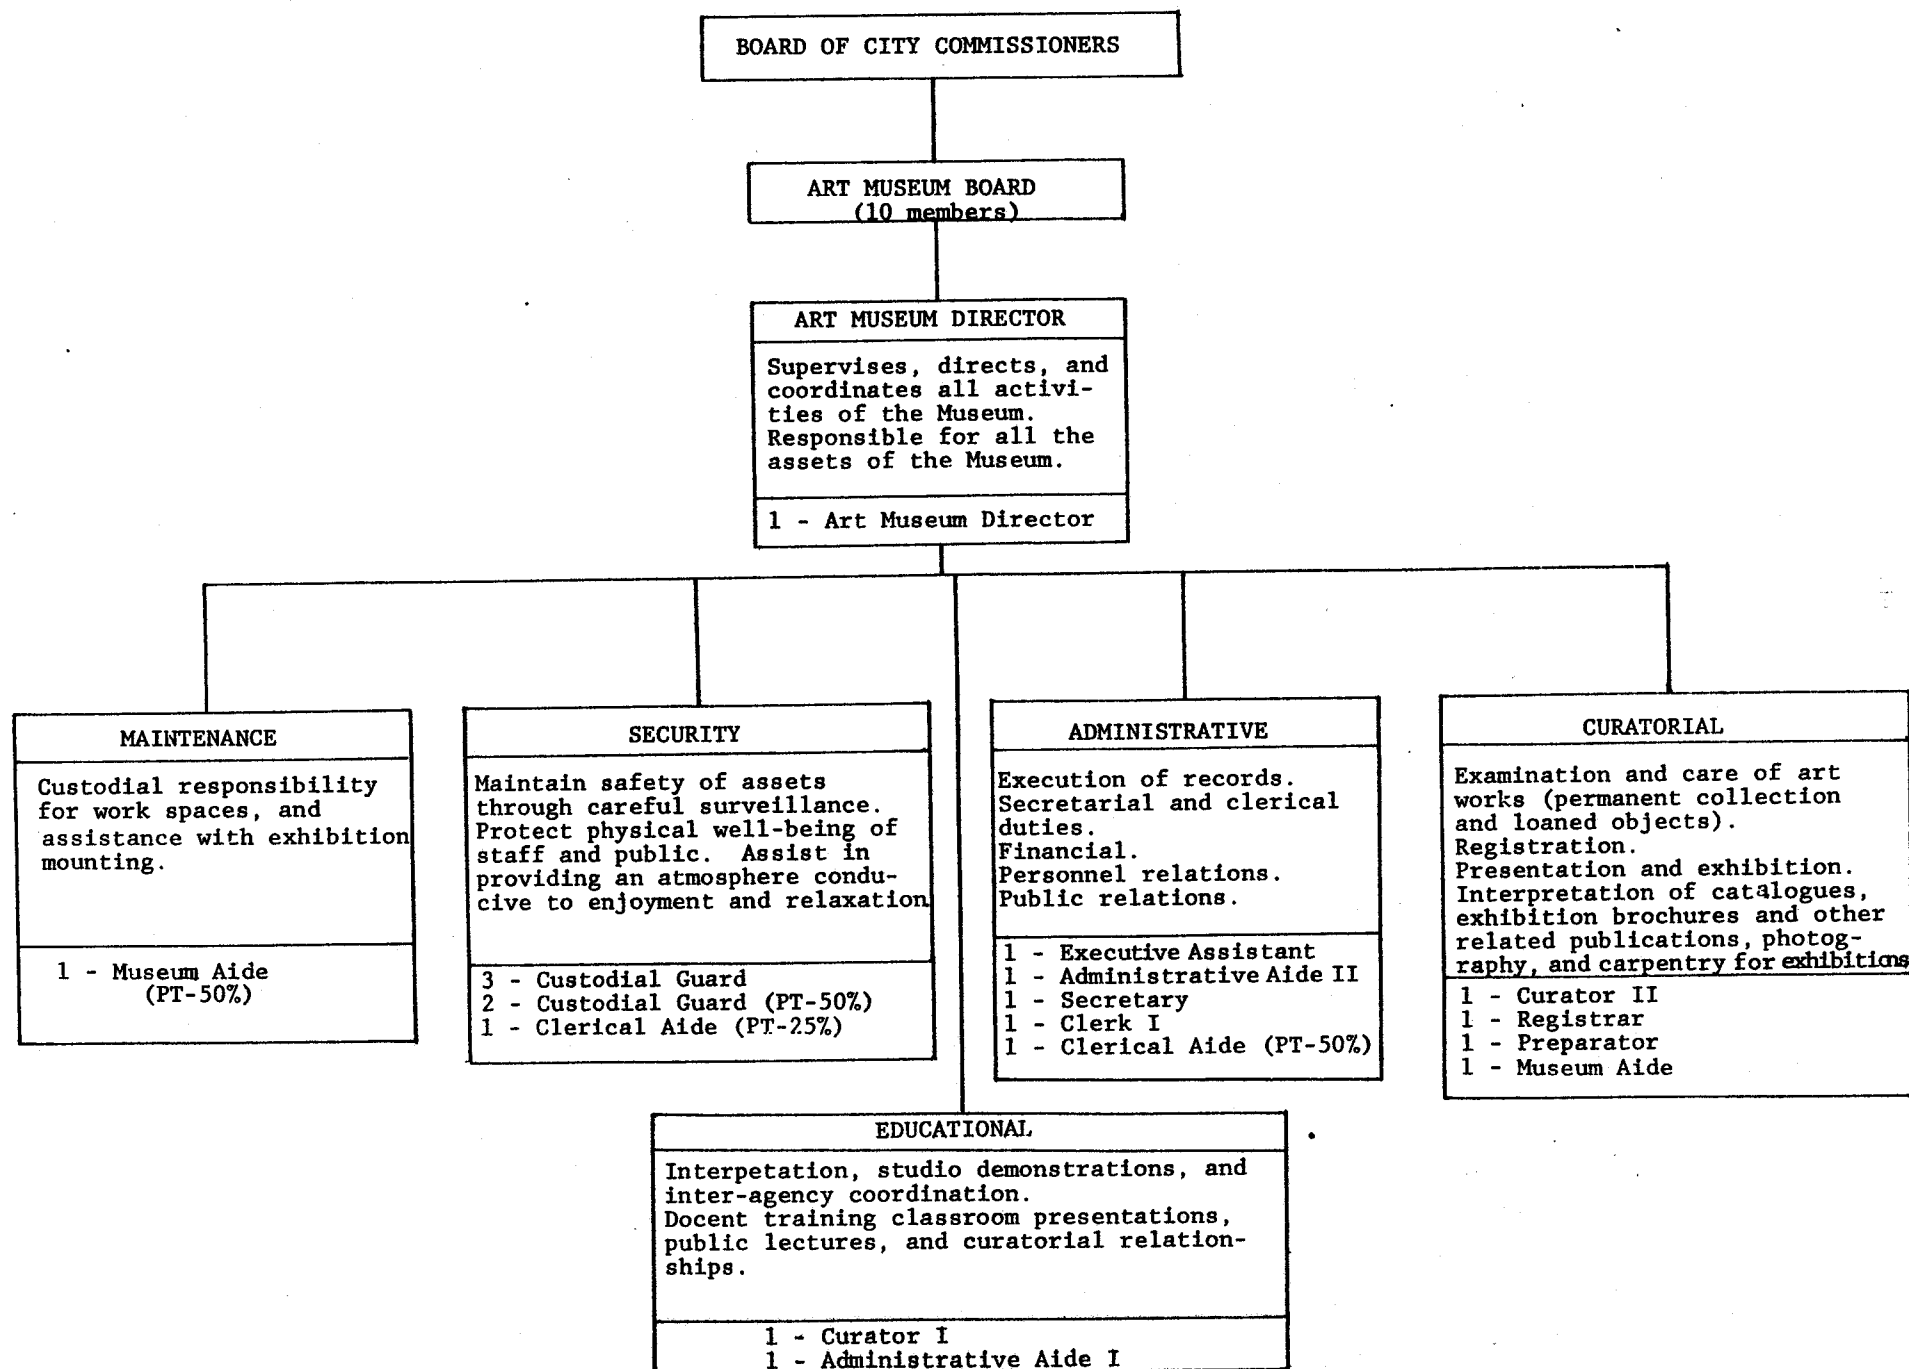 BOARD OF CITY COMMISSIONERS
ART MUSEUM BOARD
(10 members)
ART MUSEUM DIRECTOR
Supervises, directs, and
coordinates all activi-
ties of the Museum.
Responsible for all the
assets of the Museum.
1 - Art Museum Director
MAINTENANCE
Custodial responsibility
for work spaces, and
assistance with exhibition
mounting.
1 - Museum Aide
(PT-50%)
SECURITY
Maintain safety of assets
through careful surveillance.
Protect physical well-being of
staff and public. Assist in
providing an atmosphere condu-
cive to enjoyment and relaxation
3 - Custodial Guard
2 - Custodial Guard (PT-50%)
1 - Clerical Aide (PT-25%)
ADMINISTRATIVE
Execution of records.
Secretarial and clerical
duties.
Financial.
Personnel relations.
Public relations.
1 - Executive Assistant
1 - Administrative Aide II
1 - Secretary
1 - Clerk I
1 - Clerical Aide (PT-50%)
CURATORIAL
Examination and care of art
works (permanent collection
and loaned objects).
Registration.
Presentation and exhibition.
Interpretation of catalogues,
exhibition brochures and other
related publications, photog-
raphy, and carpentry for exhibitions
1 - Curator II
1 - Registrar
1 - Preparator
1 - Museum Aide
EDUCATIONAL
Interpetation, studio demonstrations, and
inter-agency coordination.
Docent training classroom presentations,
public lectures, and curatorial relation-
ships.
1 - Curator I
1 - Administrative Aide I